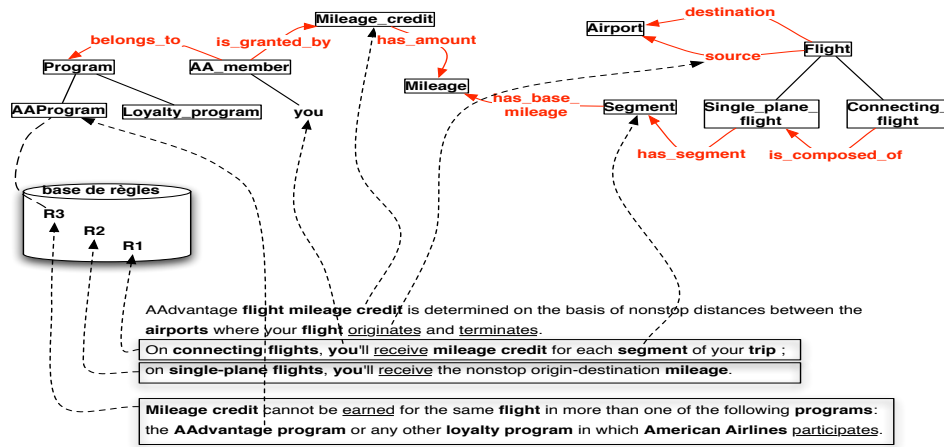 Mileage_credit
destination
Airport
belongs_to
is_granted_by
has_amount
source
Flight
Program
AA_member
Mileage
has_base_
mileage
AAProgram
Loyalty_program
you
Segment
Single_plane_
flight
Connecting_
flight
has_segment
is_composed_of
base de règles
R3
R2
R1
AAdvantage flight mileage credit is determined on the basis of nonstop distances between the
airports where your flight originates and terminates.
On connecting flights, you'll receive mileage credit for each segment of your trip ;
on single-plane flights, you'll receive the nonstop origin-destination mileage.
Mileage credit cannot be earned for the same flight in more than one of the following programs:
the AAdvantage program or any other loyalty program in which American Airlines participates.